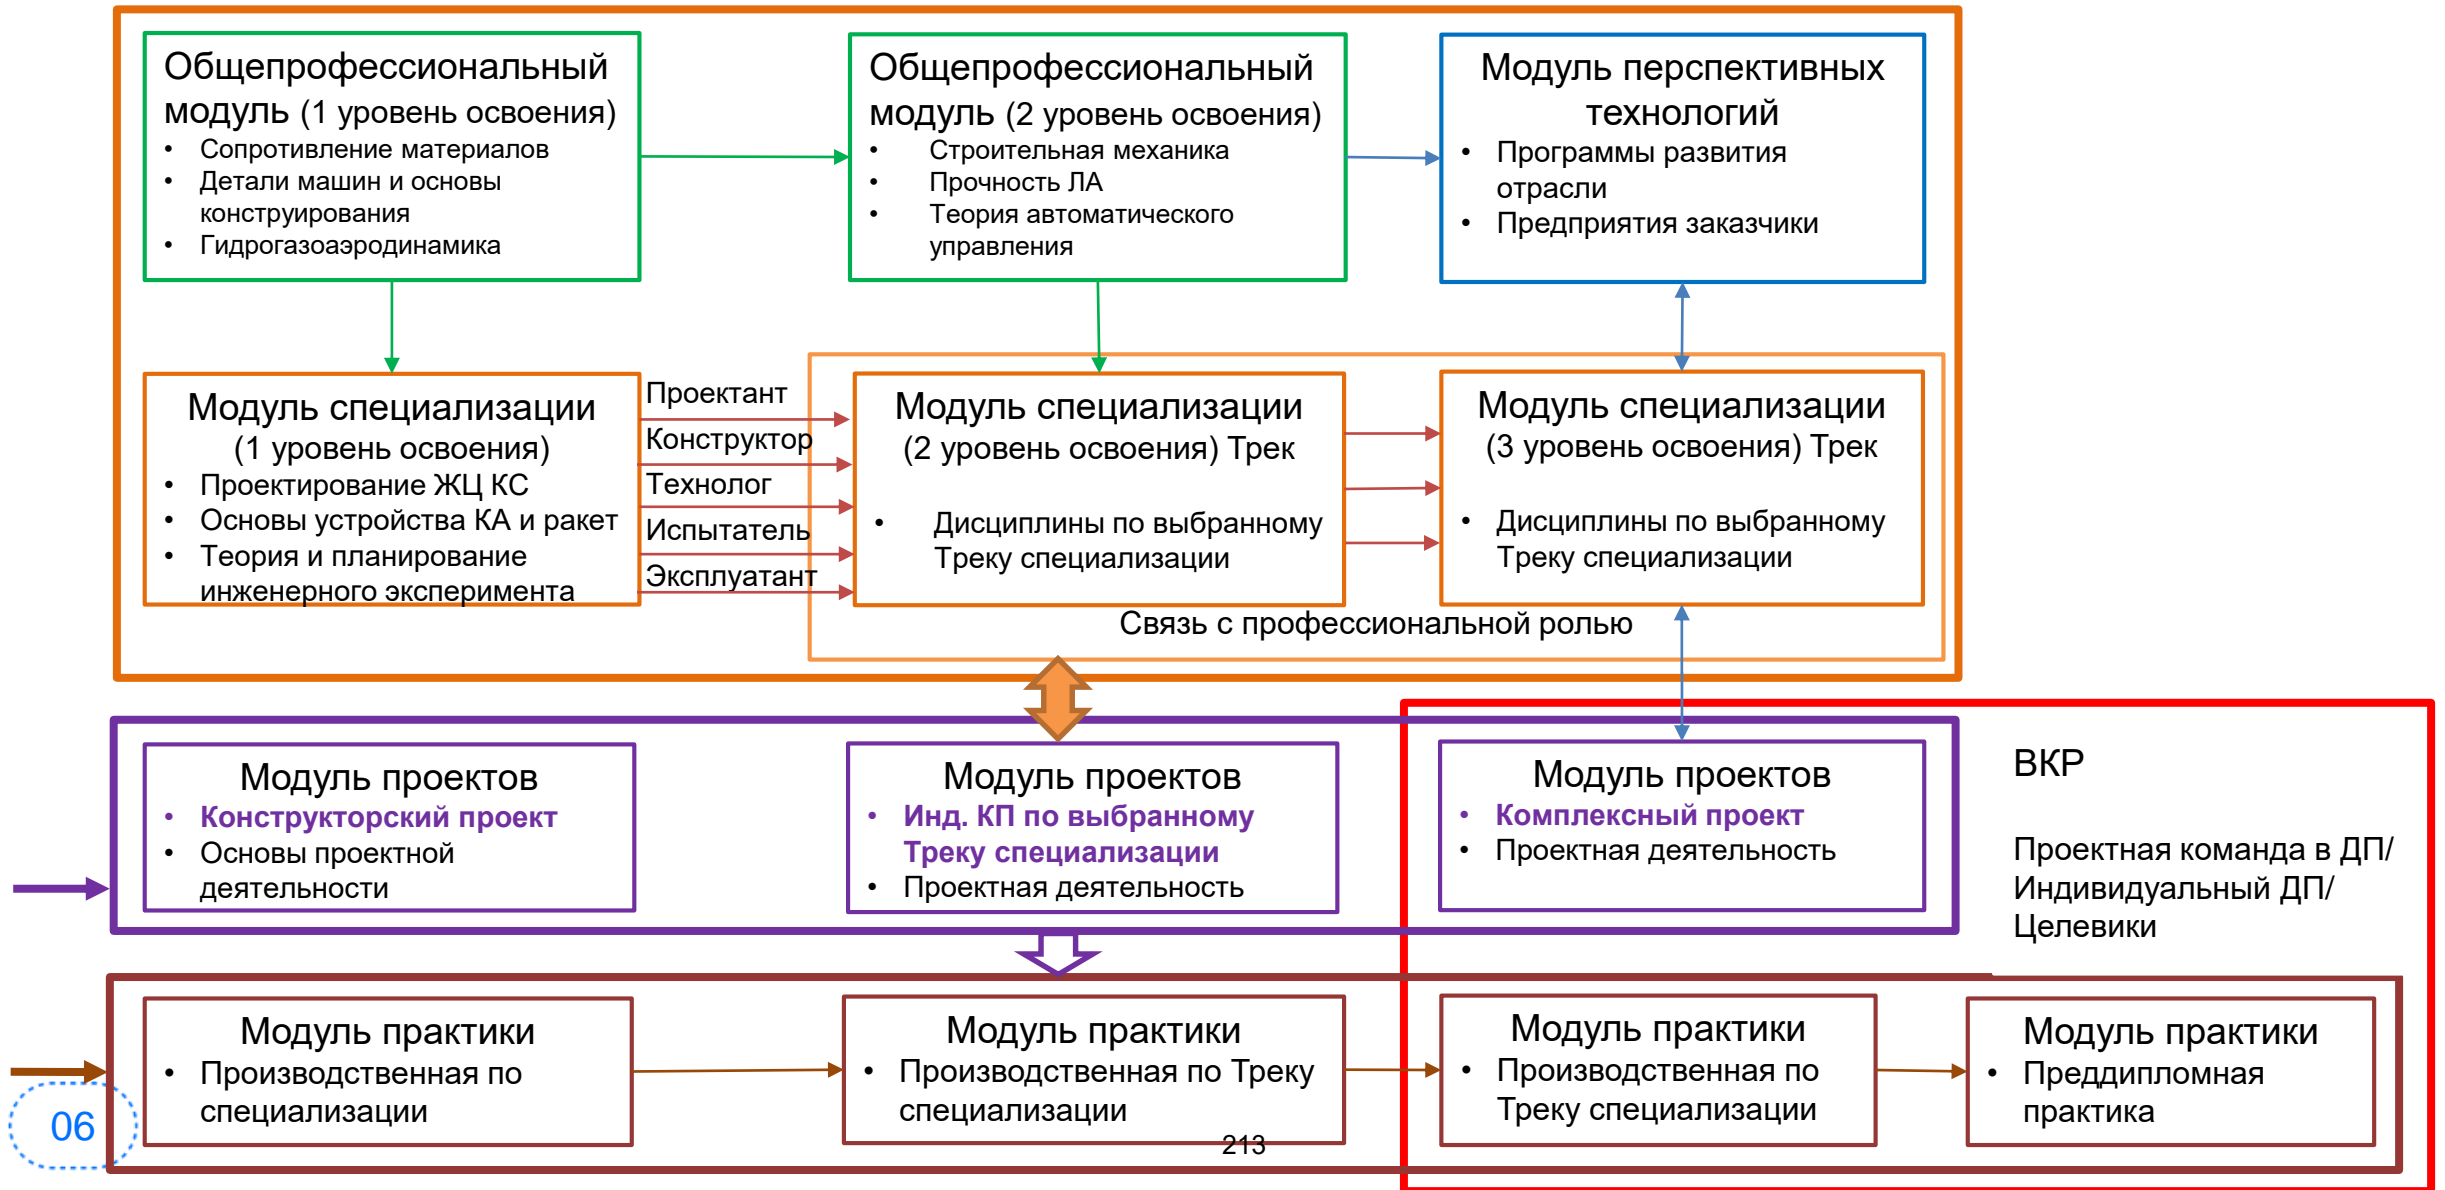 Общепрофессиональный
модуль (1 уровень освоения)
• Сопротивление материалов
• Детали машин и основы
конструирования
• Гидрогазоаэродинамика
Общепрофессиональный
модуль (2 уровень освоения)
• Строительная механика
• Прочность ЛА
• Теория автоматического
управления
Модуль перспективных
технологий
• Программы развития
отрасли
• Предприятия заказчики
Модуль специализации
(1 уровень освоения)
• Проектирование ЖЦ КС
• Основы устройства КА и ракет
• Теория и планирование
инженерного эксперимента
Проектант
Конструктор
Технолог
Испытатель
Эксплуатант
Модуль специализации
(2 уровень освоения) Трек
• Дисциплины по выбранному
Треку специализации
Модуль специализации
(3 уровень освоения) Трек
• Дисциплины по выбранному
Треку специализации
Связь с профессиональной ролью
Модуль проектов
• Конструкторский проект
• Основы проектной
деятельности
Модуль проектов
• Инд. КП по выбранному
Треку специализации
• Проектная деятельность
Модуль проектов
• Комплексный проект
• Проектная деятельность
ВКР
Проектная команда в ДП/
Индивидуальный ДП/
Целевики
Модуль практики
• Производственная по
специализации
Модуль практики
• Производственная по Треку
специализации
Модуль практики
• Производственная по
Треку специализации
Модуль практики
• Преддипломная
практика
06
213